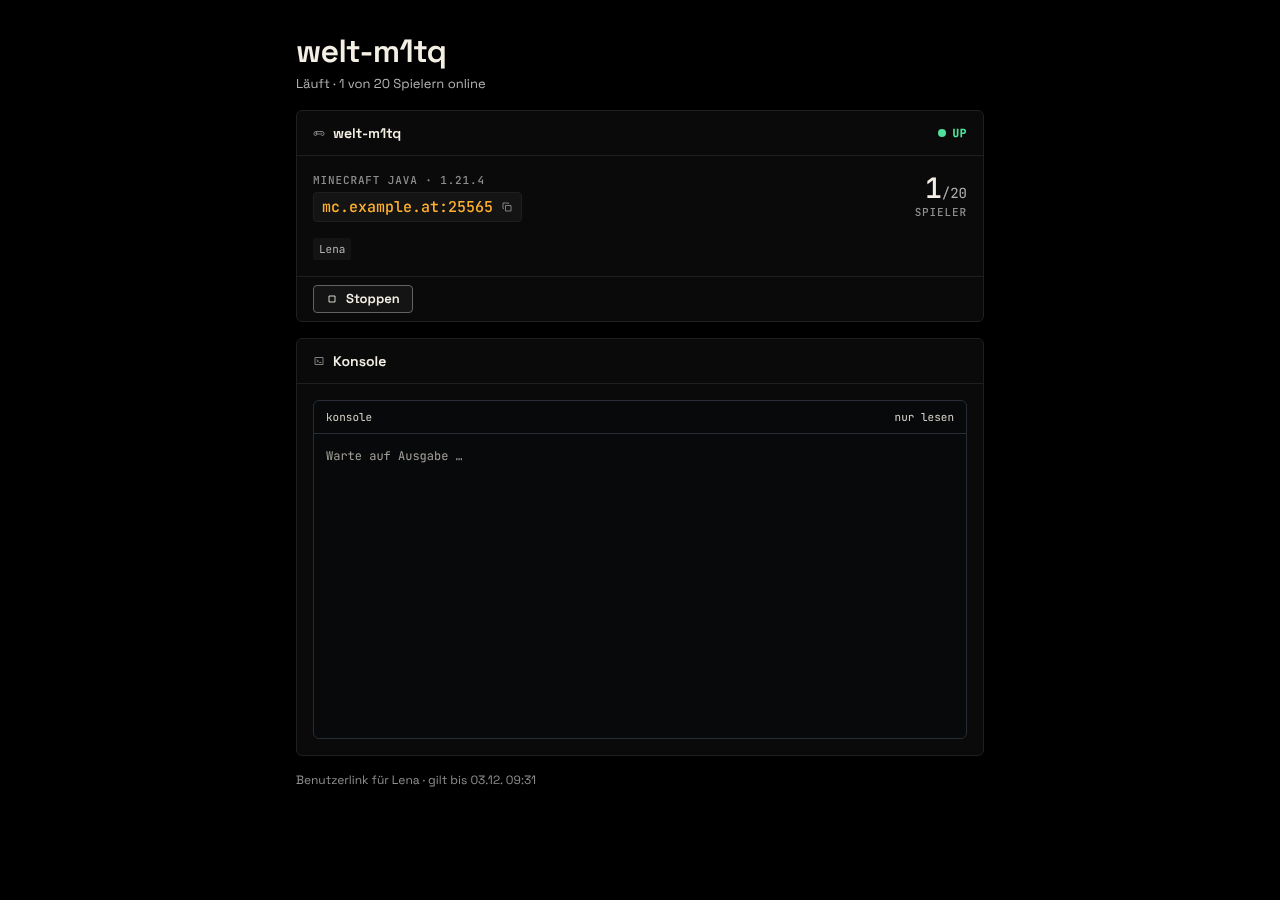 welt-m1tq
Läuft · 1 von 20 Spielern online
welt-m1tq
UP
MINECRAFT JAVA · 1.21.4
mc.example.at:25565
1/20
SPIELER
Lena
Stoppen
Konsole
konsole
nur lesen
Warte auf Ausgabe …
Benutzerlink für Lena · gilt bis 03.12. 09:31